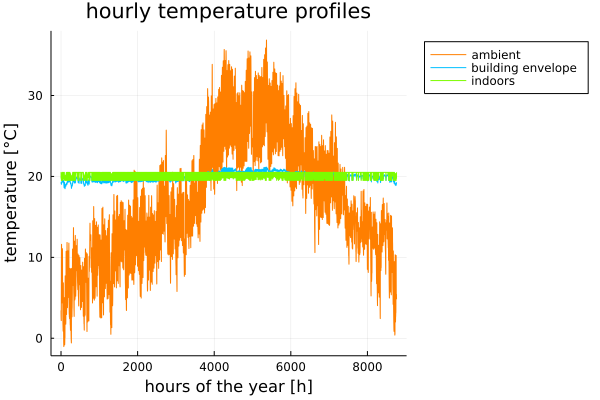 hourly temperature profiles
ambient
building envelope
indoors
temperature [°C]
30
20
10
0
0 2000 4000 6000 8000
hours of the year [h]